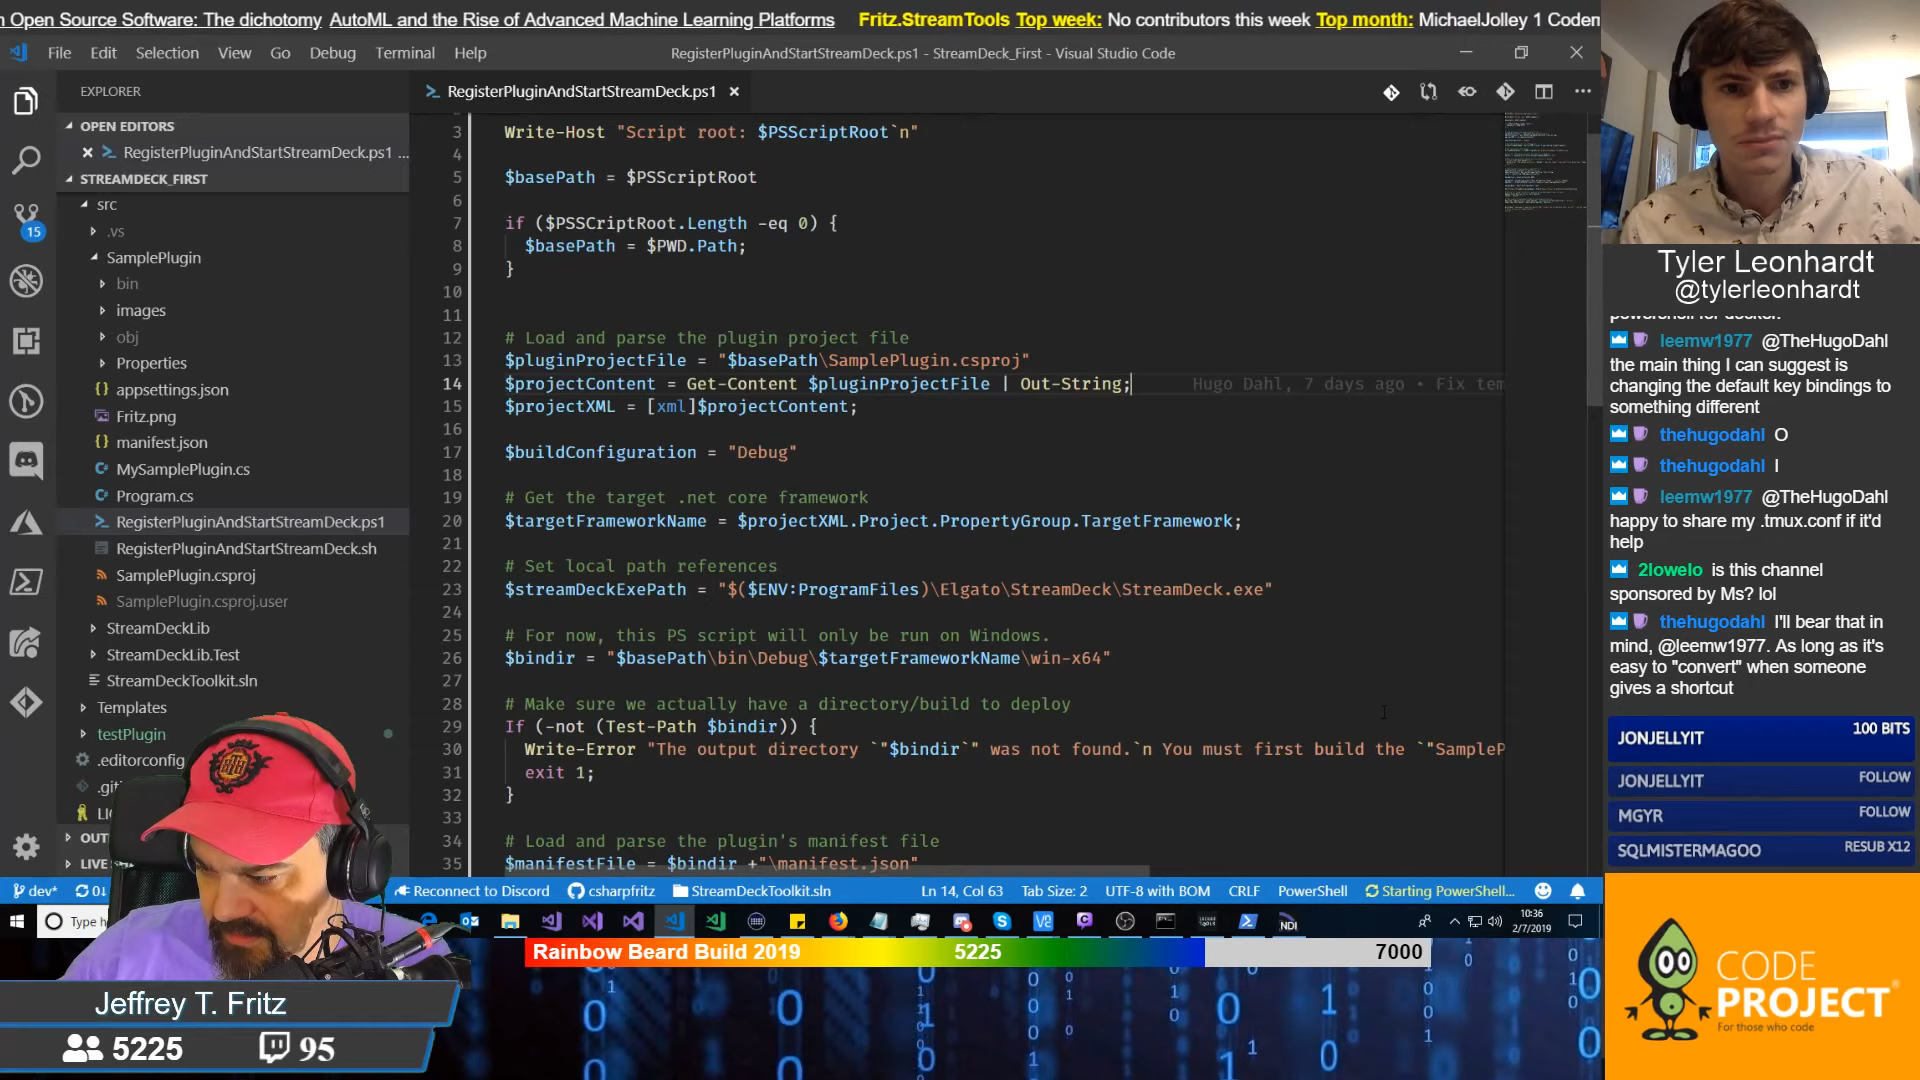 n Open Source Software: The dichotomy AutoML and the Rise of Advanced Machine Learning Platforms Fritz.StreamTools Top week: No contributors this week Top month: MichaelJolley 1 Codem
File Edit Selection View Go Debug Terminal Help RegisterPluginAndStartStreamDeck.ps1 - StreamDeck_First - Visual Studio Code
EXPLORER
OPEN EDITORS
RegisterPluginAndStartStreamDeck.ps1 ...
STREAMDECK_FIRST
src
.vs
SamplePlugin
bin
images
obj
Properties
appsettings.json
Fritz.png
manifest.json
MySamplePlugin.cs
Program.cs
RegisterPluginAndStartStreamDeck.ps1
RegisterPluginAndStartStreamDeck.sh
SamplePlugin.csproj
SamplePlugin.csproj.user
StreamDeckLib
StreamDeckLib.Test
StreamDeckToolkit.sln
Templates
testPlugin
.editorconfig
.git
LI
OUT
LIVE
15
RegisterPluginAndStartStreamDeck.ps1
3 Write-Host "Script root: $PSScriptRoot`n"
4
5 $basePath = $PSScriptRoot
6
7 if ($PSSCriptRoot.Length -eq 0) {
8 $basePath = $PWD.Path;
9 }
10
11
12 # Load and parse the plugin project file
13 $pluginProjectFile = "$basePath\SamplePlugin.csproj"
14 $projectContent = Get-Content $pluginProjectFile | Out-String; Hugo Dahl, 7 days ago • Fix tem
15 $projectXML = [xml]$projectContent;
16
17 $buildConfiguration = "Debug"
18
19 # Get the target .net core framework
20 $targetFrameworkName = $projectXML.Project.PropertyGroup.TargetFramework;
21
22 # Set local path references
23 $streamDeckExePath = "$($ENV:ProgramFiles)\Elgato\StreamDeck\StreamDeck.exe"
24
25 # For now, this PS script will only be run on Windows.
26 $bindir = "$basePath\bin\Debug\$targetFrameworkName\win-x64"
27
28 # Make sure we actually have a directory/build to deploy
29 If (-not (Test-Path $bindir)) {
30 Write-Error "The output directory `"$bindir`" was not found.`n You must first build the `"SampleP
31 exit 1;
32 }
33
34 # Load and parse the plugin's manifest file
35 $manifestFile = $bindir +"\manifest.json"
dev* 0↓ Reconnect to Discord csharpfritz StreamDeckToolkit.sln Ln 14, Col 63 Tab Size: 2 UTF-8 with BOM CRLF PowerShell Starting PowerShell...
Type he
NDI
10:36
2/7/2019
Rainbow Beard Build 2019 5225 7000
Jeffrey T. Fritz
5225 95
Tyler Leonhardt
@tylerleonhardt
powershell for docker.
leemw1977 @TheHugoDahl
the main thing I can suggest is
changing the default key bindings to
something different
thehugodahl O
thehugodahl I
leemw1977 @TheHugoDahl
happy to share my .tmux.conf if it'd
help
2lowelo is this channel
sponsored by Ms? lol
thehugodahl I'll bear that in
mind, @leemw1977. As long as it's
easy to "convert" when someone
gives a shortcut
JONJELLYIT 100 BITS
JONJELLYIT FOLLOW
MGYR FOLLOW
SQLMISTERMAGOO RESUB X12
CODE
PROJECT
For those who code